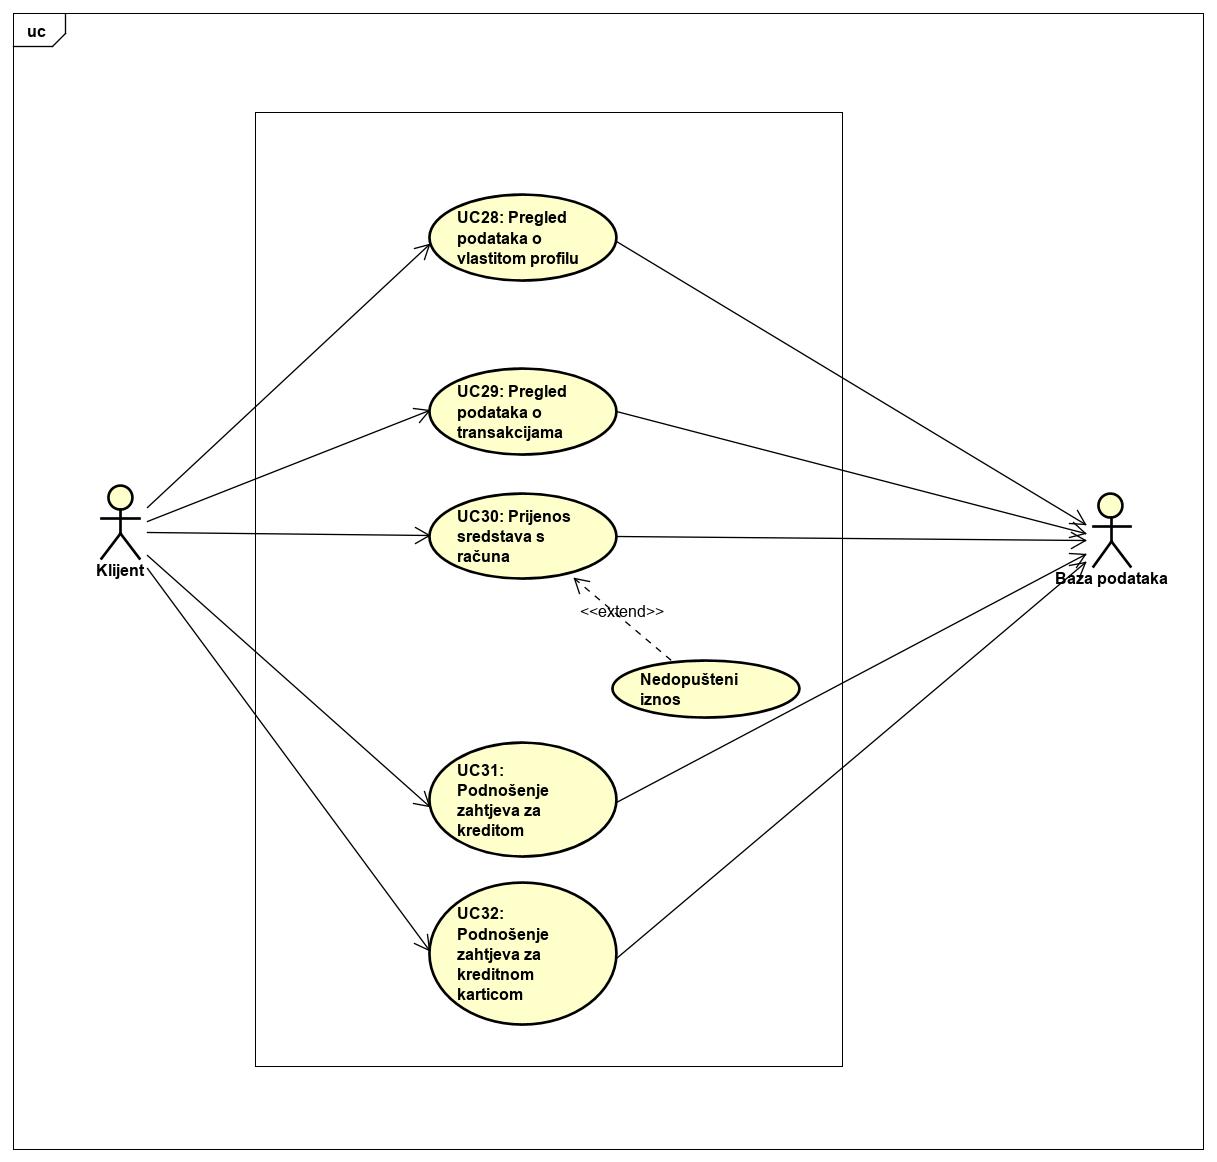 uc
UC28: Pregled
podataka o
vlastitom profilu
UC29: Pregled
podataka o
transakcijama
Klijent
UC30: Prijenos
sredstava s
računa
Baza podataka
<<extend>>
Nedopušteni
iznos
UC31:
Podnošenje
zahtjeva za
kreditom
UC32:
Podnošenje
zahtjeva za
kreditnom
karticom